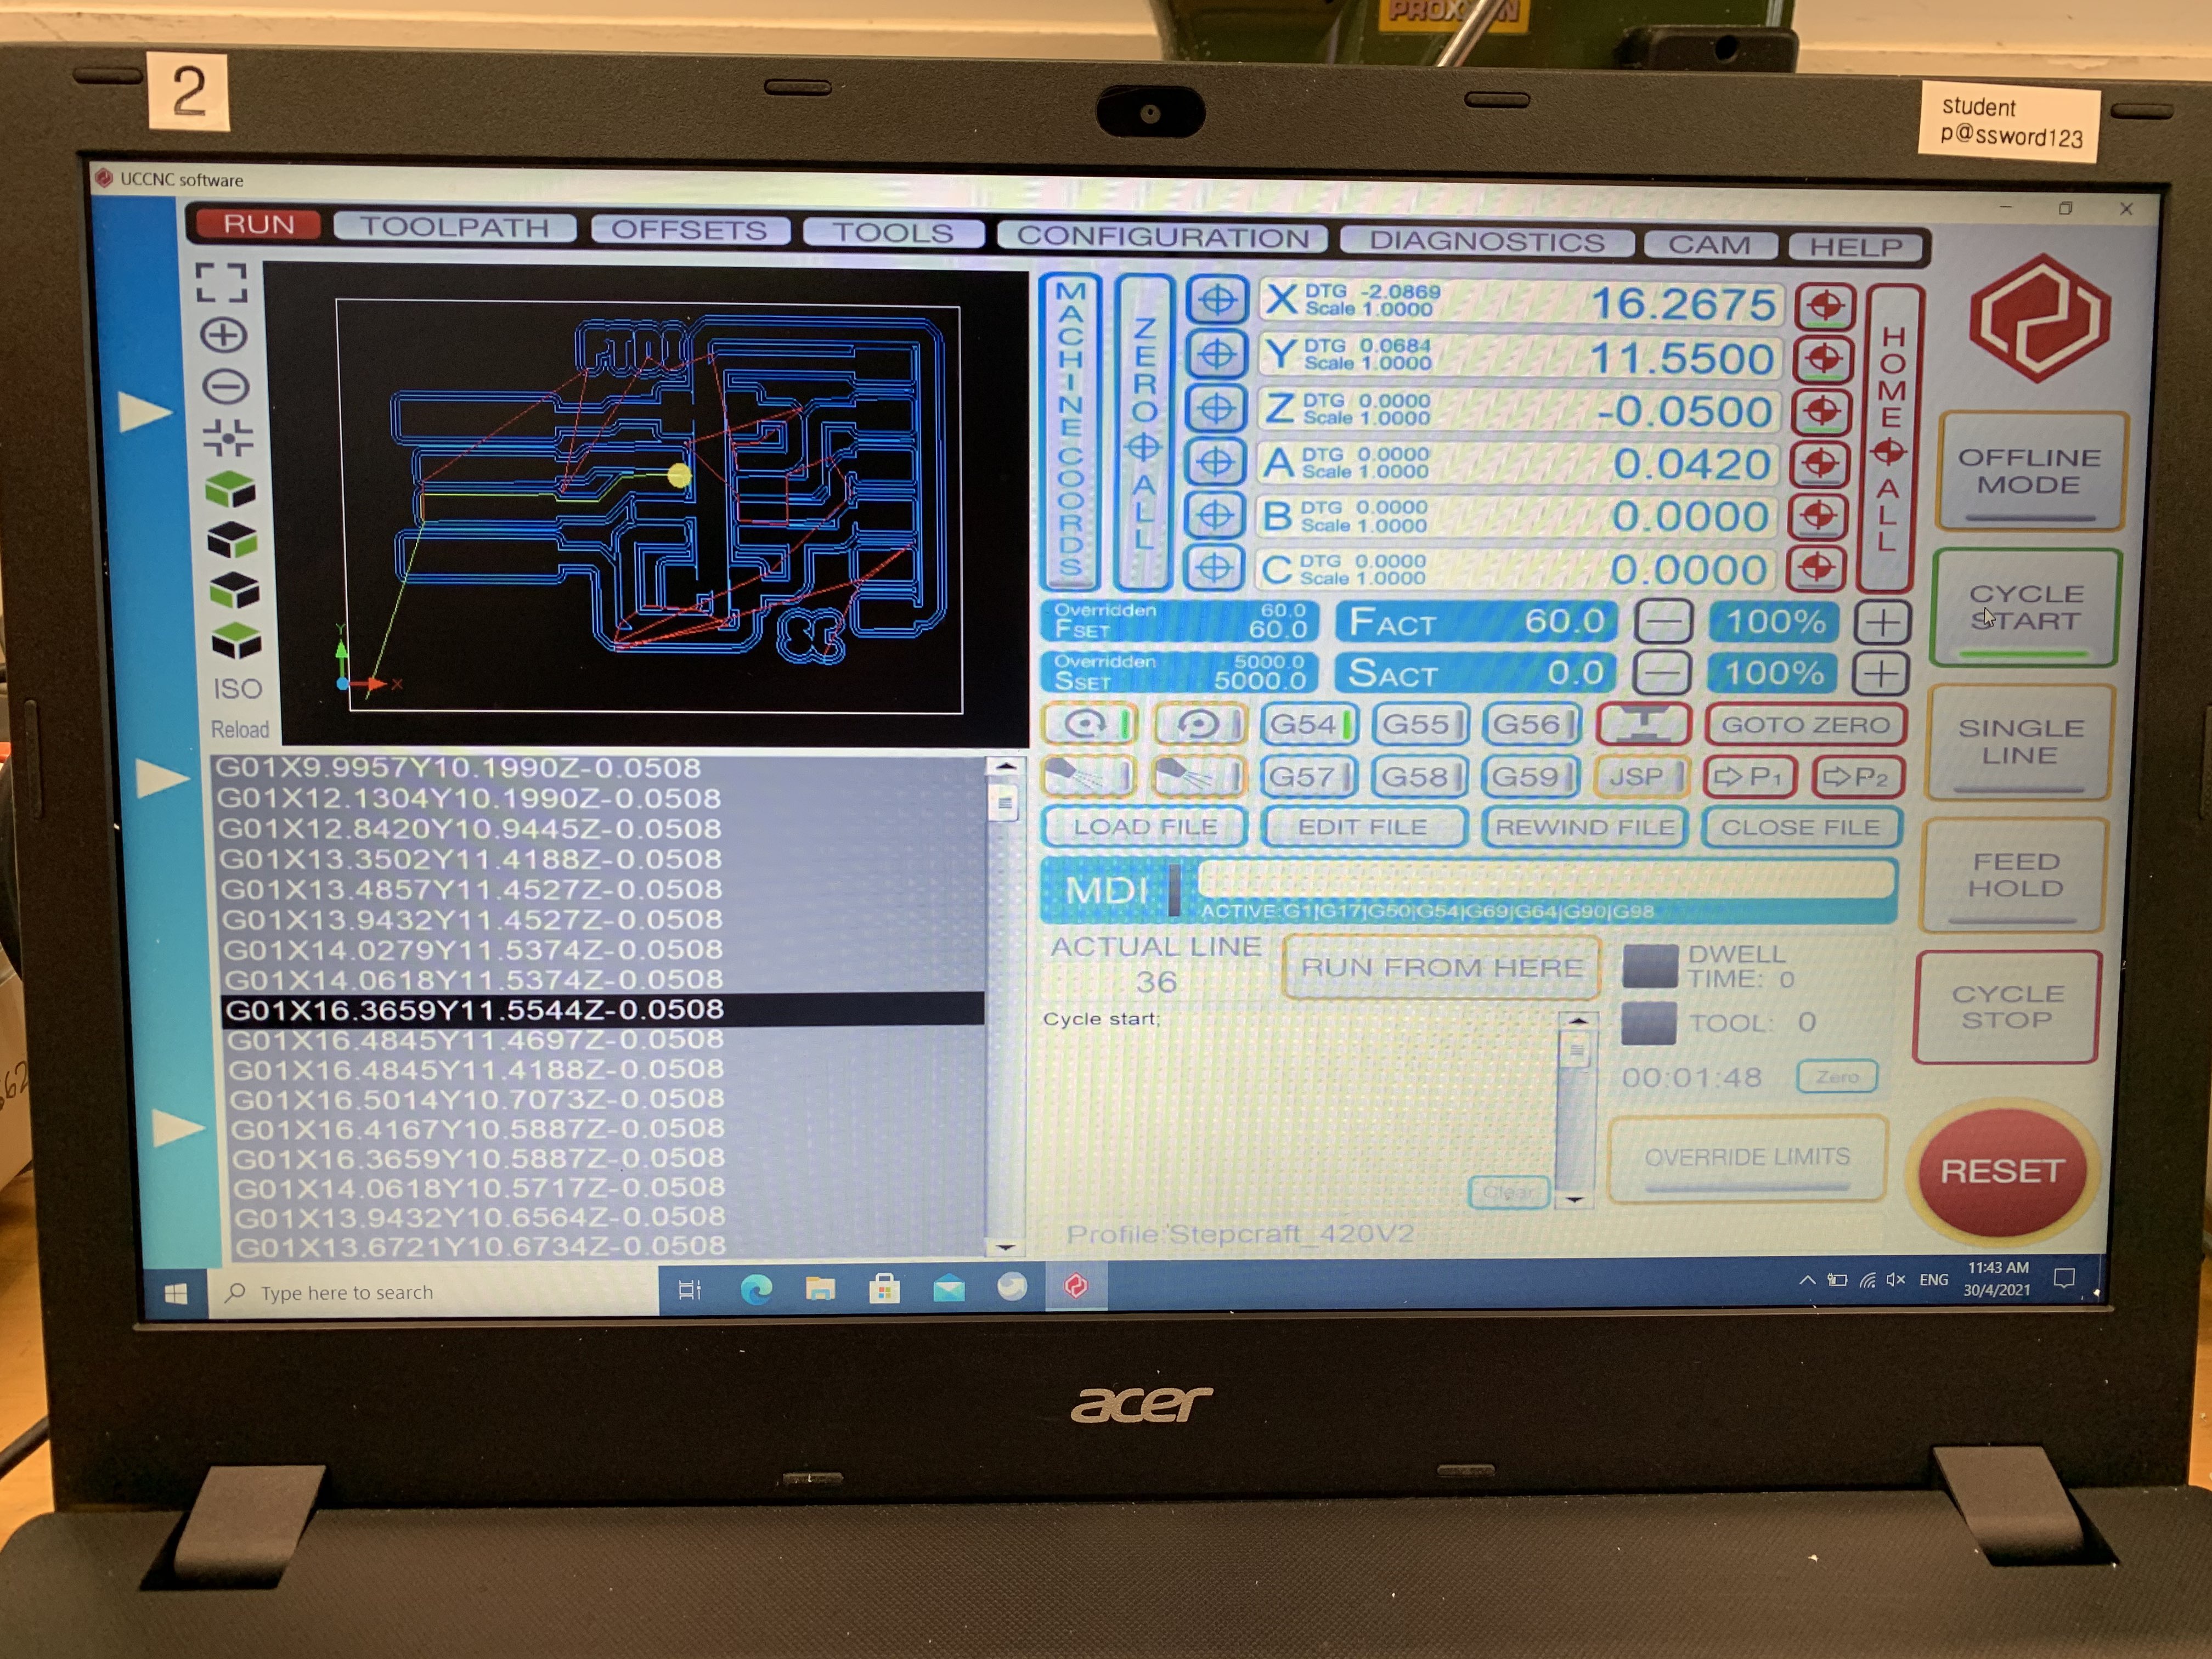 PROXXON
2
student
p@ssword123
UCCNC software
RUN TOOLPATH OFFSETS TOOLS CONFIGURATION DIAGNOSTICS CAM HELP
MACHINE COORDS
ZERO ALL
X DTG -2.0869 Scale 1.0000 16.2675
Y DTG 0.0684 Scale 1.0000 11.5500
Z DTG 0.0000 Scale 1.0000 -0.0500
A DTG 0.0000 Scale 1.0000 0.0420
B DTG 0.0000 Scale 1.0000 0.0000
C DTG 0.0000 Scale 1.0000 0.0000
HOME ALL
OFFLINE
MODE
CYCLE
START
SINGLE
LINE
FEED
HOLD
CYCLE
STOP
RESET
Y
X
ISO
Reload
Overridden 60.0
FSET 60.0
FACT 60.0 100%
Overridden 5000.0
SSET 5000.0
SACT 0.0 100%
G54 G55 G56 GOTO ZERO
G57 G58 G59 JSP P1 P2
LOAD FILE EDIT FILE REWIND FILE CLOSE FILE
MDI
ACTIVE:G1|G17|G50|G54|G69|G64|G90|G98
ACTUAL LINE
36
RUN FROM HERE
DWELL
TIME: 0
TOOL: 0
00:01:48 Zero
OVERRIDE LIMITS
Cycle start;
Clear
Profile:Stepcraft_420V2
G01X9.9957Y10.1990Z-0.0508
G01X12.1304Y10.1990Z-0.0508
G01X12.8420Y10.9445Z-0.0508
G01X13.3502Y11.4188Z-0.0508
G01X13.4857Y11.4527Z-0.0508
G01X13.9432Y11.4527Z-0.0508
G01X14.0279Y11.5374Z-0.0508
G01X14.0618Y11.5374Z-0.0508
G01X16.3659Y11.5544Z-0.0508
G01X16.4845Y11.4697Z-0.0508
G01X16.4845Y11.4188Z-0.0508
G01X16.5014Y10.7073Z-0.0508
G01X16.4167Y10.5887Z-0.0508
G01X16.3659Y10.5887Z-0.0508
G01X14.0618Y10.5717Z-0.0508
G01X13.9432Y10.6564Z-0.0508
G01X13.6721Y10.6734Z-0.0508
Type here to search
ENG
11:43 AM
30/4/2021
acer